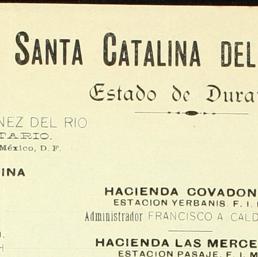 SANTA CATALINA DEL
Estado de Dura
NEZ DEL RIO
TARIO.
México, D. F.
INA
HACIENDA COVADON
ESTACION YERBANIS. F. I.
Administrador FRANCISCO A. CALD
HACIENDA LAS MERCE
ESTACION PASAJE. F. I. M